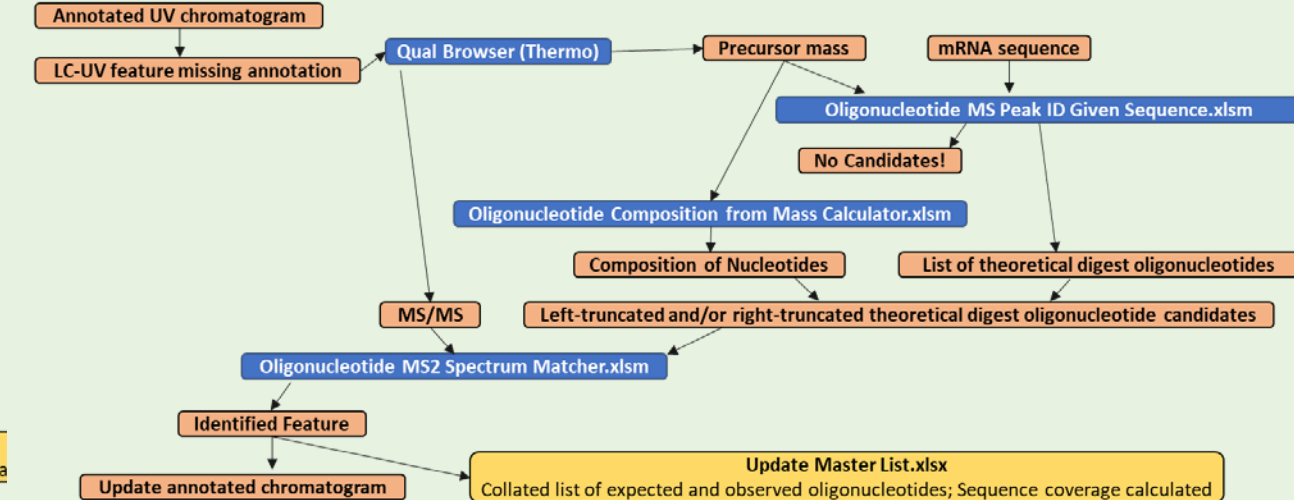 Annotated UV chromatogram
LC-UV feature missing annotation
Qual Browser (Thermo)
Precursor mass
mRNA sequence
Oligonucleotide MS Peak ID Given Sequence.xlsm
No Candidates!
Oligonucleotide Composition from Mass Calculator.xlsm
Composition of Nucleotides
List of theoretical digest oligonucleotides
MS/MS
Left-truncated and/or right-truncated theoretical digest oligonucleotide candidates
Oligonucleotide MS2 Spectrum Matcher.xlsm
Identified Feature
Update annotated chromatogram
Update Master List.xlsx
Collated list of expected and observed oligonucleotides; Sequence coverage calculated
a